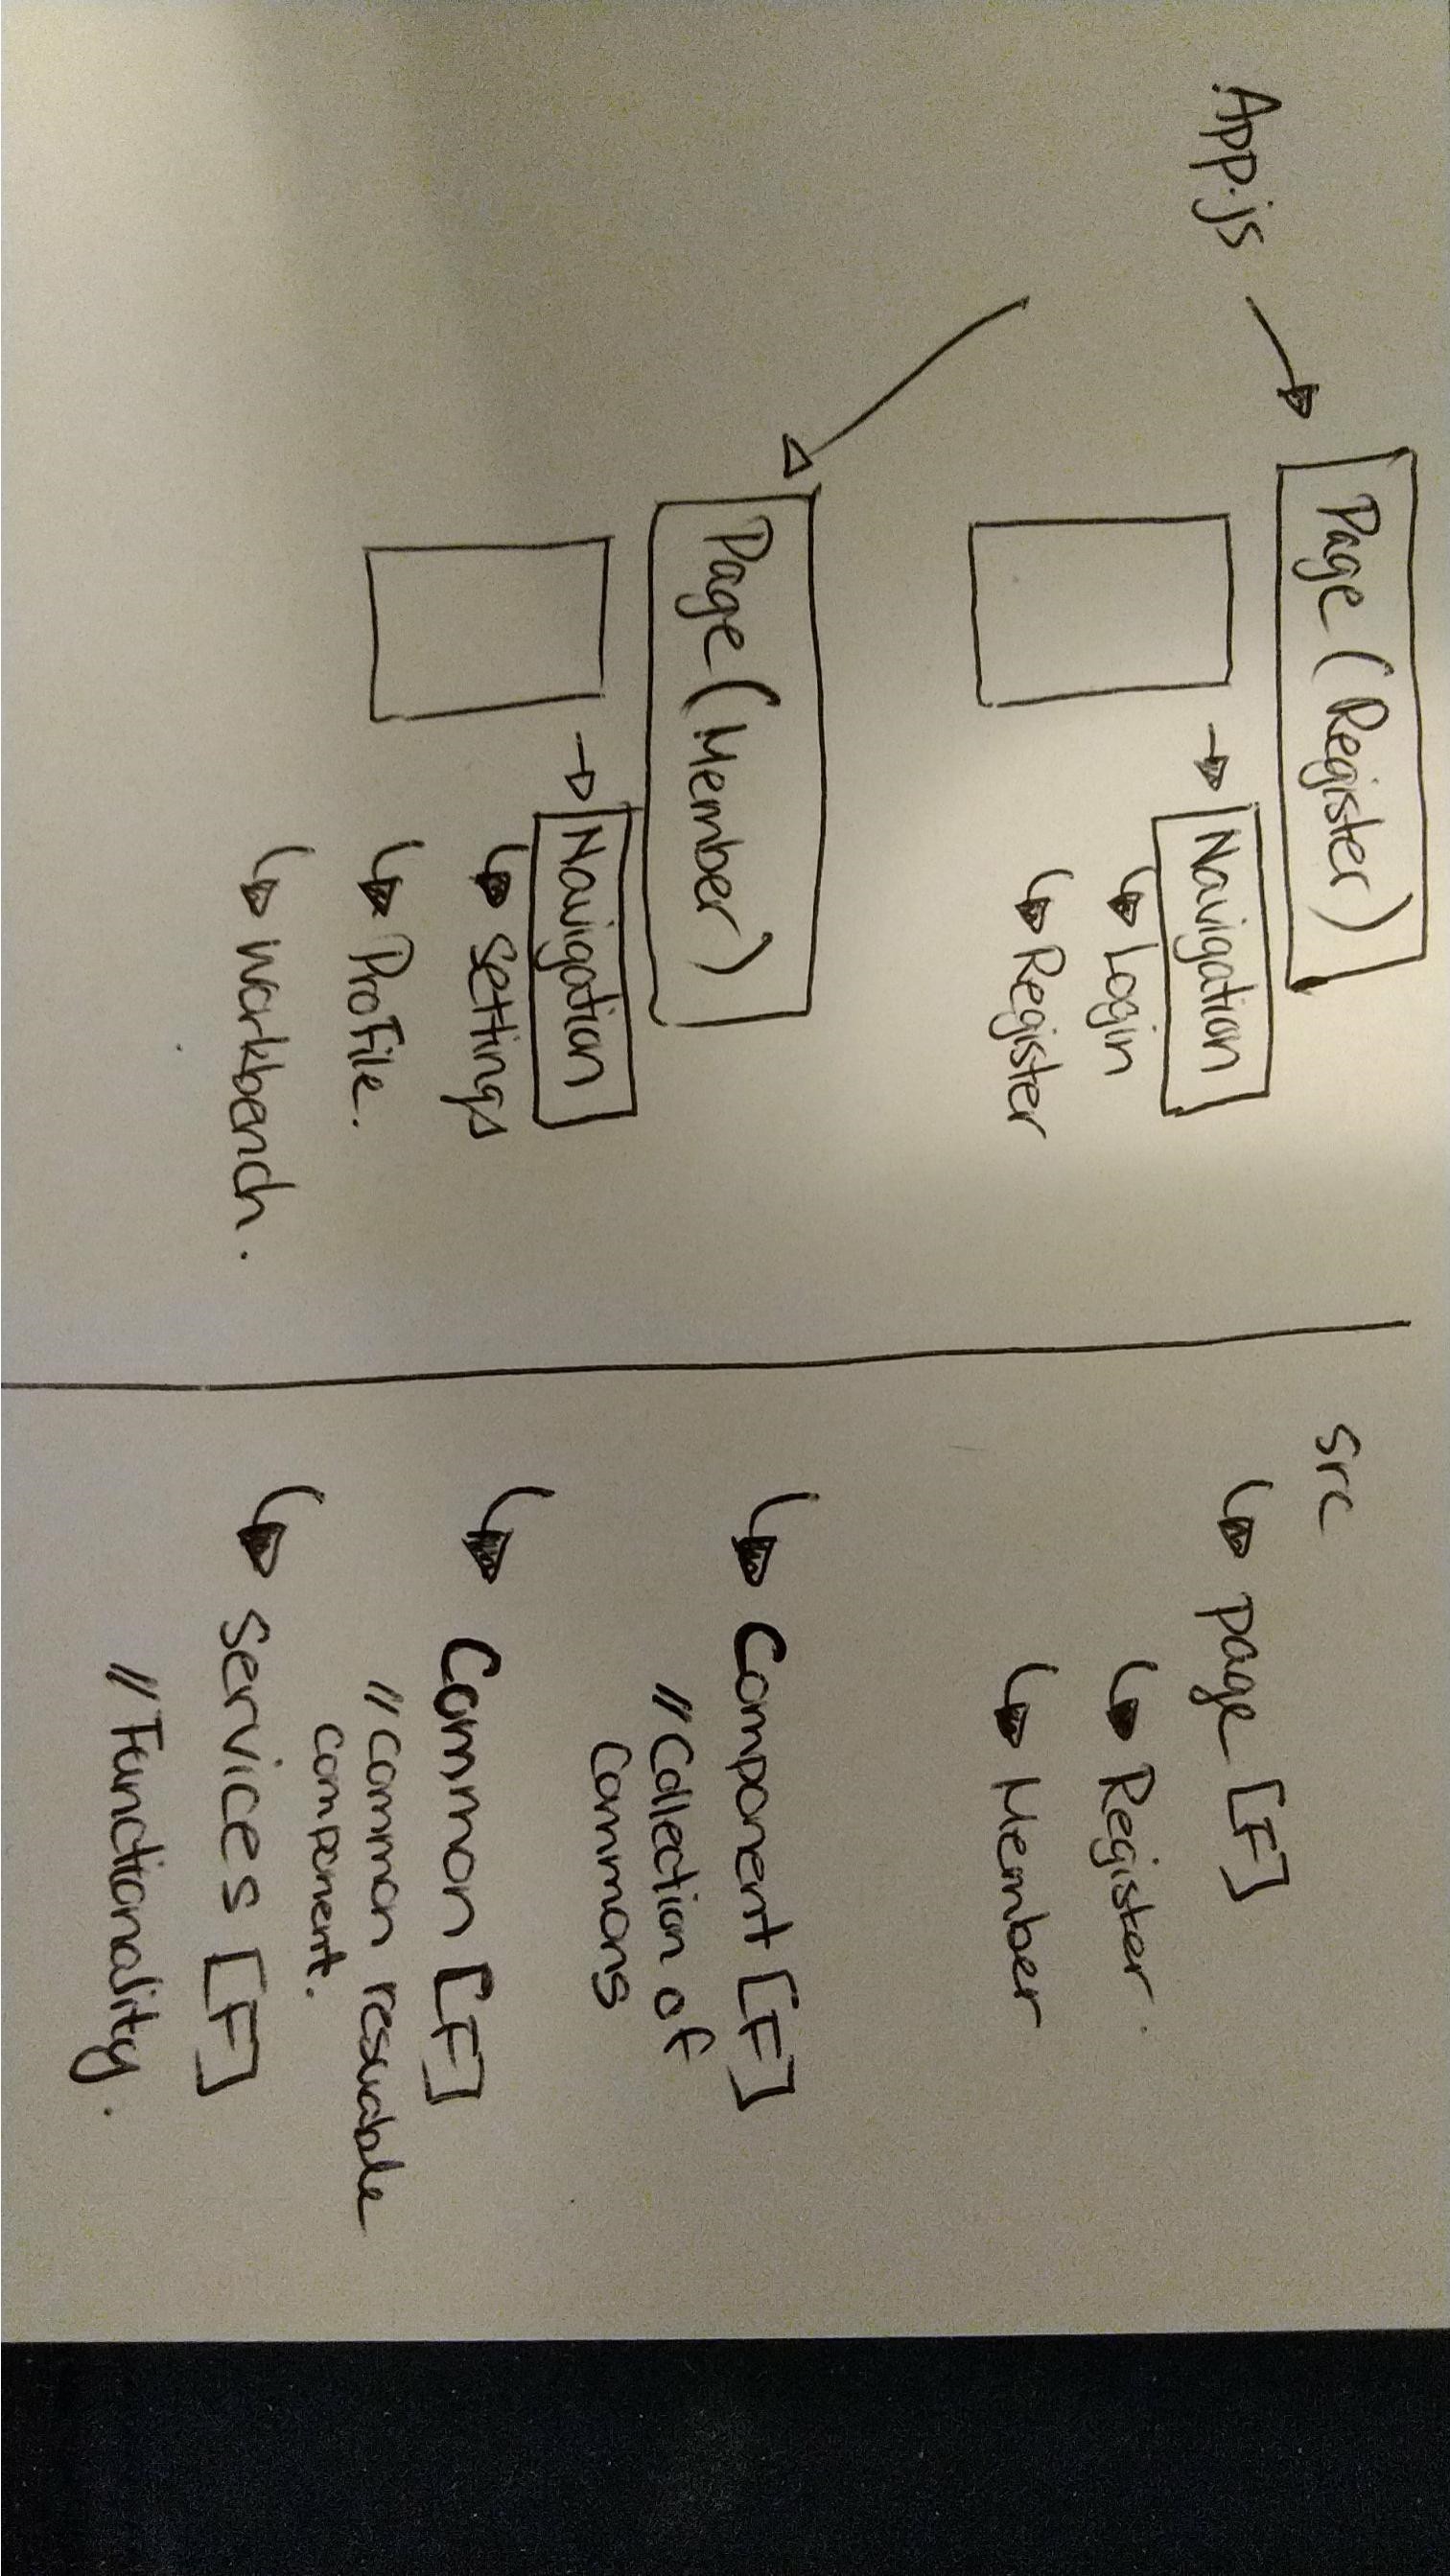 App.js
Page (Register)
Navigation
Login
Register
Page (Member)
Navigation
Settings
ProFile.
Workbench.
src
page [F]
Register
Member
Component [F]
// Collection of
Commons
Common [F]
// common resuable
component.
Services [F]
// Functionality.